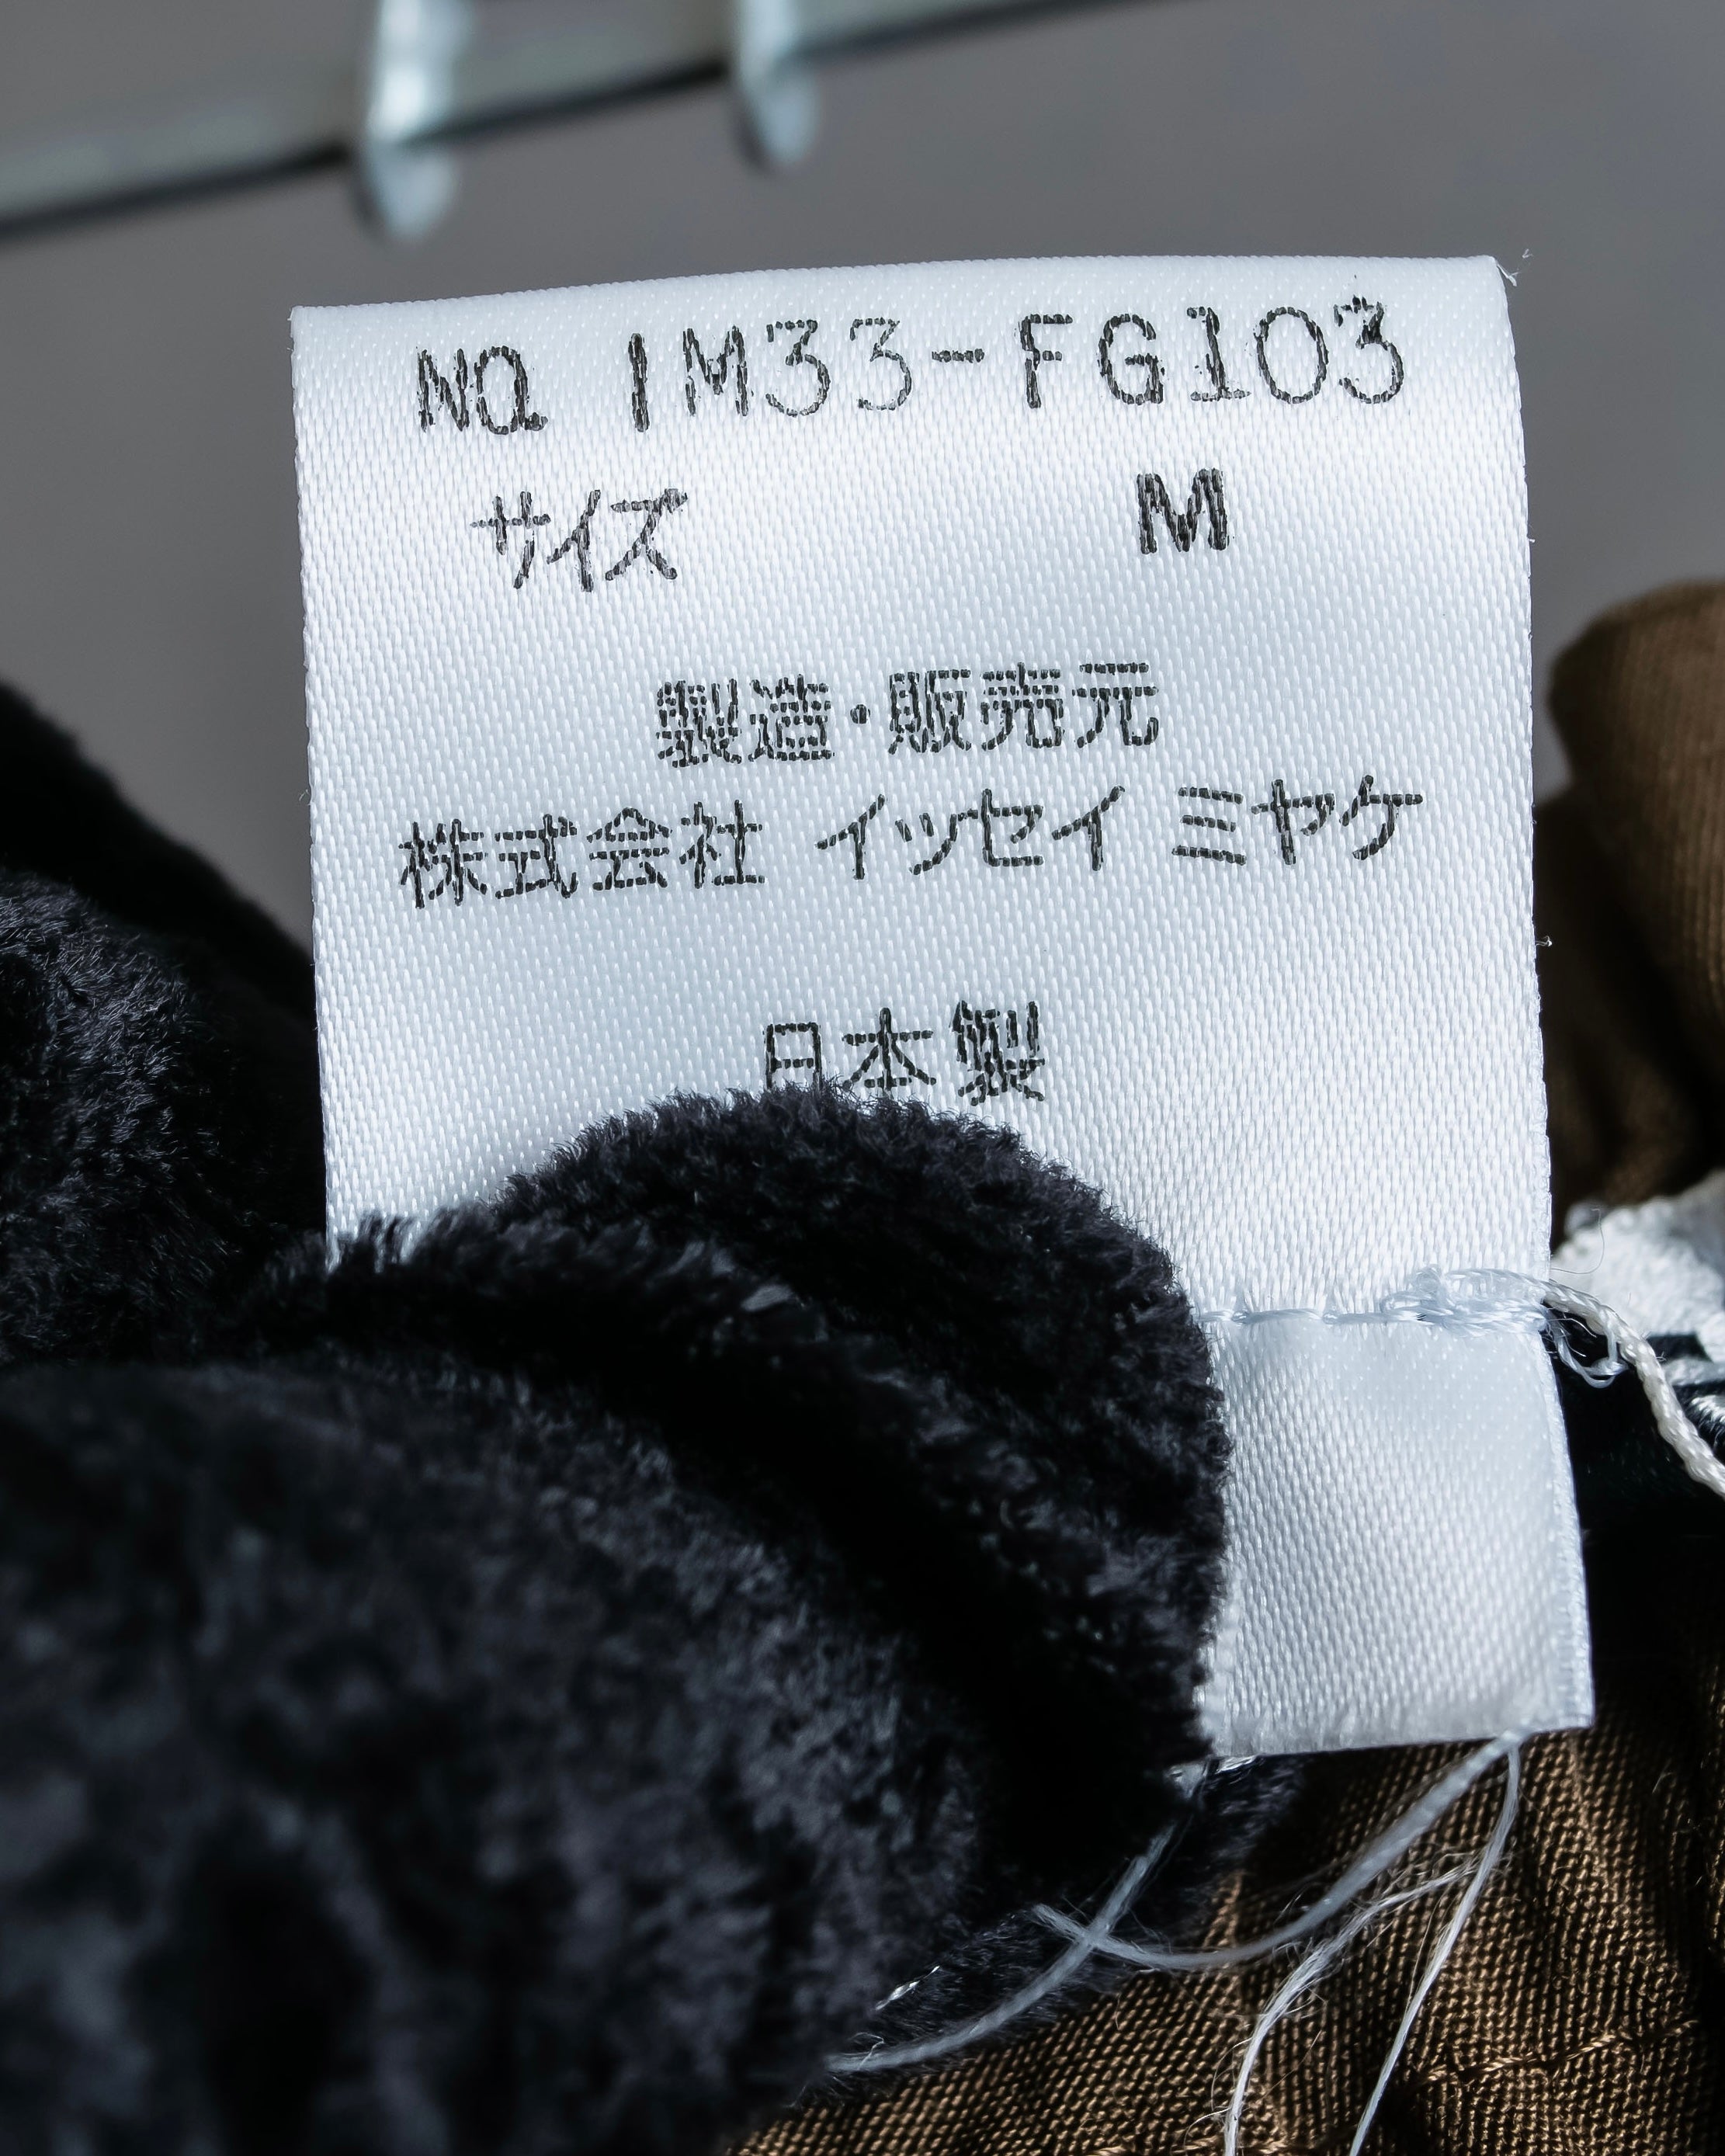 No. IM33-FG103
サイズ M
製造・販売元
株式会社 イッセイ ミヤケ
日本製